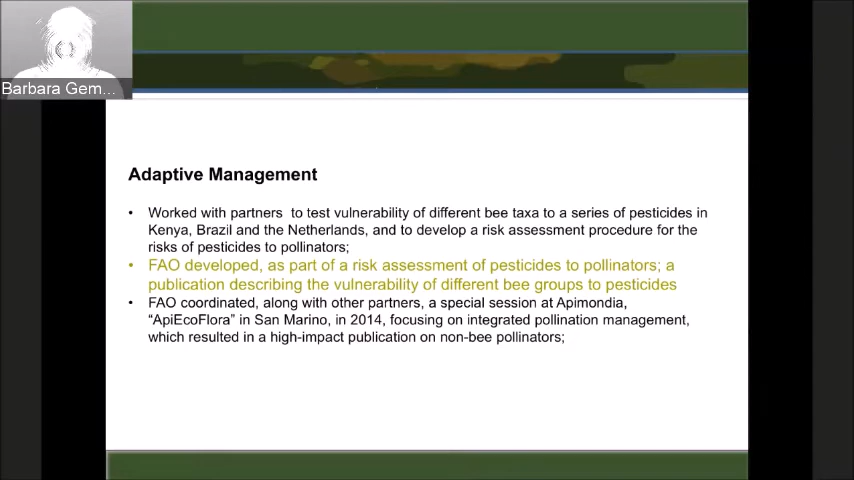 Barbara Gem...
Adaptive Management
• Worked with partners to test vulnerability of different bee taxa to a series of pesticides in
Kenya, Brazil and the Netherlands, and to develop a risk assessment procedure for the
risks of pesticides to pollinators;
• FAO developed, as part of a risk assessment of pesticides to pollinators; a
publication describing the vulnerability of different bee groups to pesticides
• FAO coordinated, along with other partners, a special session at Apimondia,
“ApiEcoFlora” in San Marino, in 2014, focusing on integrated pollination management,
which resulted in a high-impact publication on non-bee pollinators;